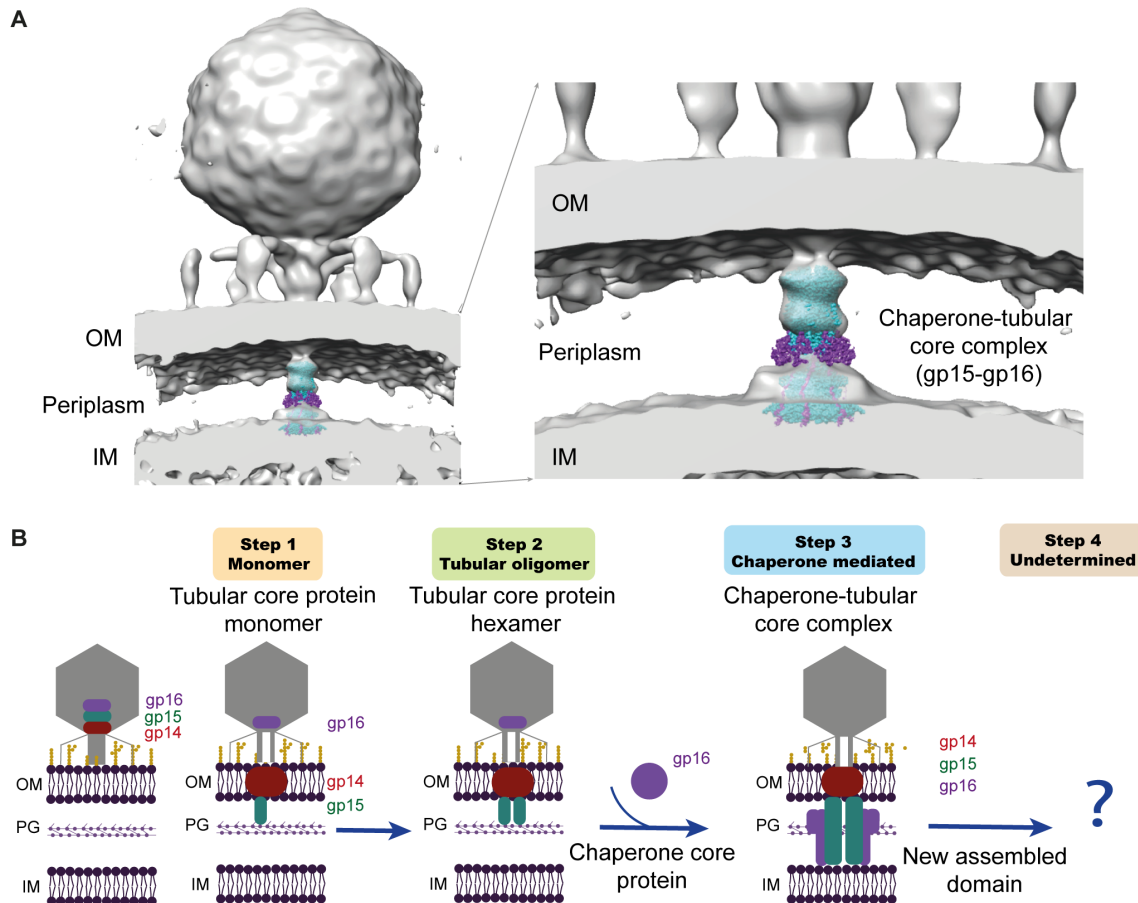 A
OM
Periplasm
IM
OM
Periplasm
Chaperone-tubular
core complex
(gp15-gp16)
IM
B
Step 1
Monomer
Tubular core protein
monomer
Step 2
Tubular oligomer
Tubular core protein
hexamer
Step 3
Chaperone mediated
Chaperone-tubular
core complex
Step 4
Undetermined
gp16
gp15
gp14
OM
PG
IM
gp16
OM
gp14
gp15
PG
IM
gp16
OM
PG
IM
gp16
Chaperone core
protein
gp14
gp15
gp16
OM
PG
IM
New assembled
domain
?